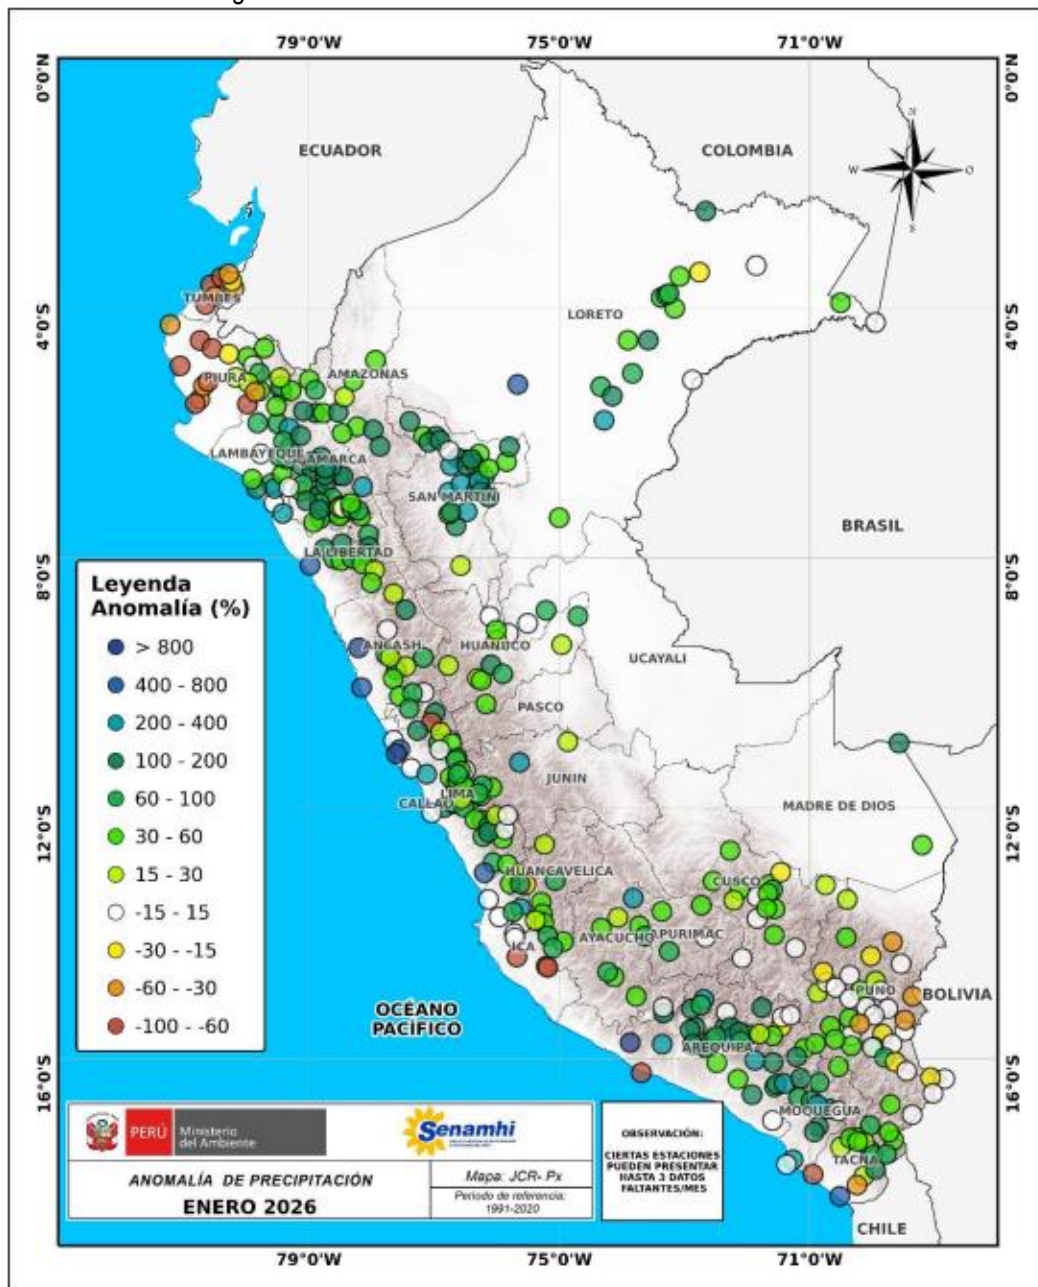 79°0'W 75°0'W 71°0'W
0°0'N 0°0'N
ECUADOR
COLOMBIA
N
W O
S
TUMBES
4°0'S LORETO 4°0'S
PIURA AMAZONAS
LAMBAYEQUE
SAN MARTIN
BRASIL
LA LIBERTAD
8°0'S 8°0'S
Leyenda
Anomalía (%)
> 800
400 - 800
200 - 400
100 - 200
60 - 100
30 - 60
15 - 30
-15 - 15
-30 - -15
-60 - -30
-100 - -60
ANCASH HUANUCO
UCAYALI
PASCO
JUNIN
LIMA
CALLAO
MADRE DE DIOS
12°0'S 12°0'S
HUANCAVELICA
CUSCO
ICA AYACUCHO APURIMAC
PUNO
BOLIVIA
OCÉANO
PACÍFICO
AREQUIPA
16°0'S 16°0'S
MOQUEGUA
TACNA
CHILE
PERÚ Ministerio
del Ambiente
Senamhi
ANOMALÍA DE PRECIPITACIÓN
ENERO 2026
Mapa: JCR- Px
Periodo de referencia:
1991-2020
OBSERVACIÓN:
CIERTAS ESTACIONES
PUEDEN PRESENTAR
HASTA 3 DATOS
FALTANTES/MES
79°0'W 75°0'W 71°0'W